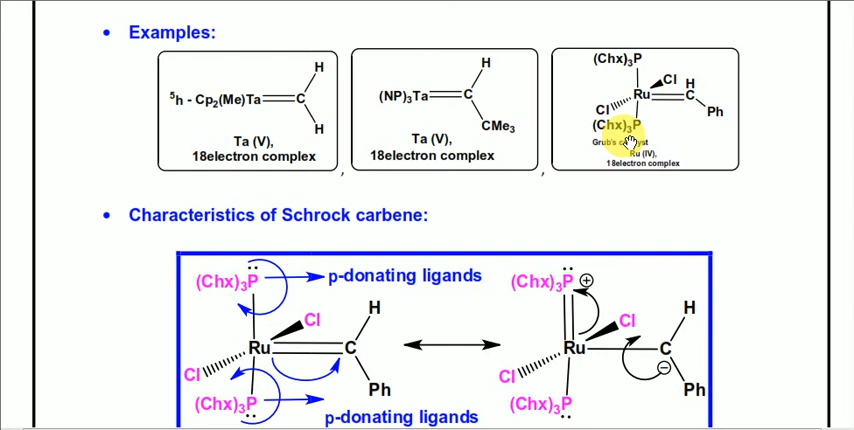 Examples:
⁵h - Cp₂(Me)Ta
C
H
H
Ta (V),
18electron complex
,
(NP)₃Ta
C
H
CMe₃
Ta (V),
18electron complex
,
(Chx)₃P
Cl
Ru
C
H
Ph
Cl
(Chx)₃P
Ru (IV),
18electron complex
Characteristics of Schrock carbene:
(Chx)₃P
p-donating ligands
Cl
H
Ru
C
Cl
Ph
(Chx)₃P
p-donating ligands
(Chx)₃P ⊕
Cl
H
Ru
C
⊖
Cl
Ph
(Chx)₃P